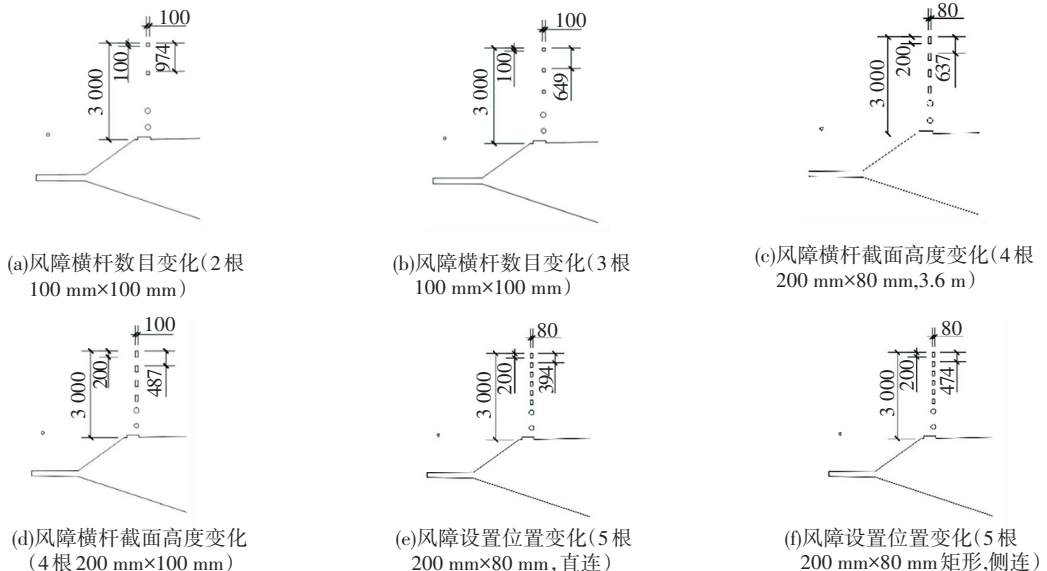 100
3 000
100
974
(a)风障横杆数目变化(2根
100 mm×100 mm)
100
3 000
100
649
(b)风障横杆数目变化(3根
100 mm×100 mm)
80
3 000
200
637
(c)风障横杆截面高度变化(4根
200 mm×80 mm,3.6 m)
100
3 000
200
487
(d)风障横杆截面高度变化
(4根200 mm×100 mm)
80
3 000
200
394
(e)风障设置位置变化(5根
200 mm×80 mm,直连)
80
3 000
200
474
(f)风障设置位置变化(5根
200 mm×80 mm矩形,侧连)